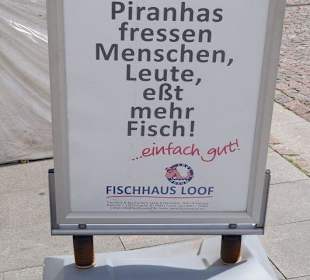 Piranhas
fressen
Menschen,
Leute,
eßt
mehr
Fisch!
...einfach gut!
FISCHHAUS LOOF